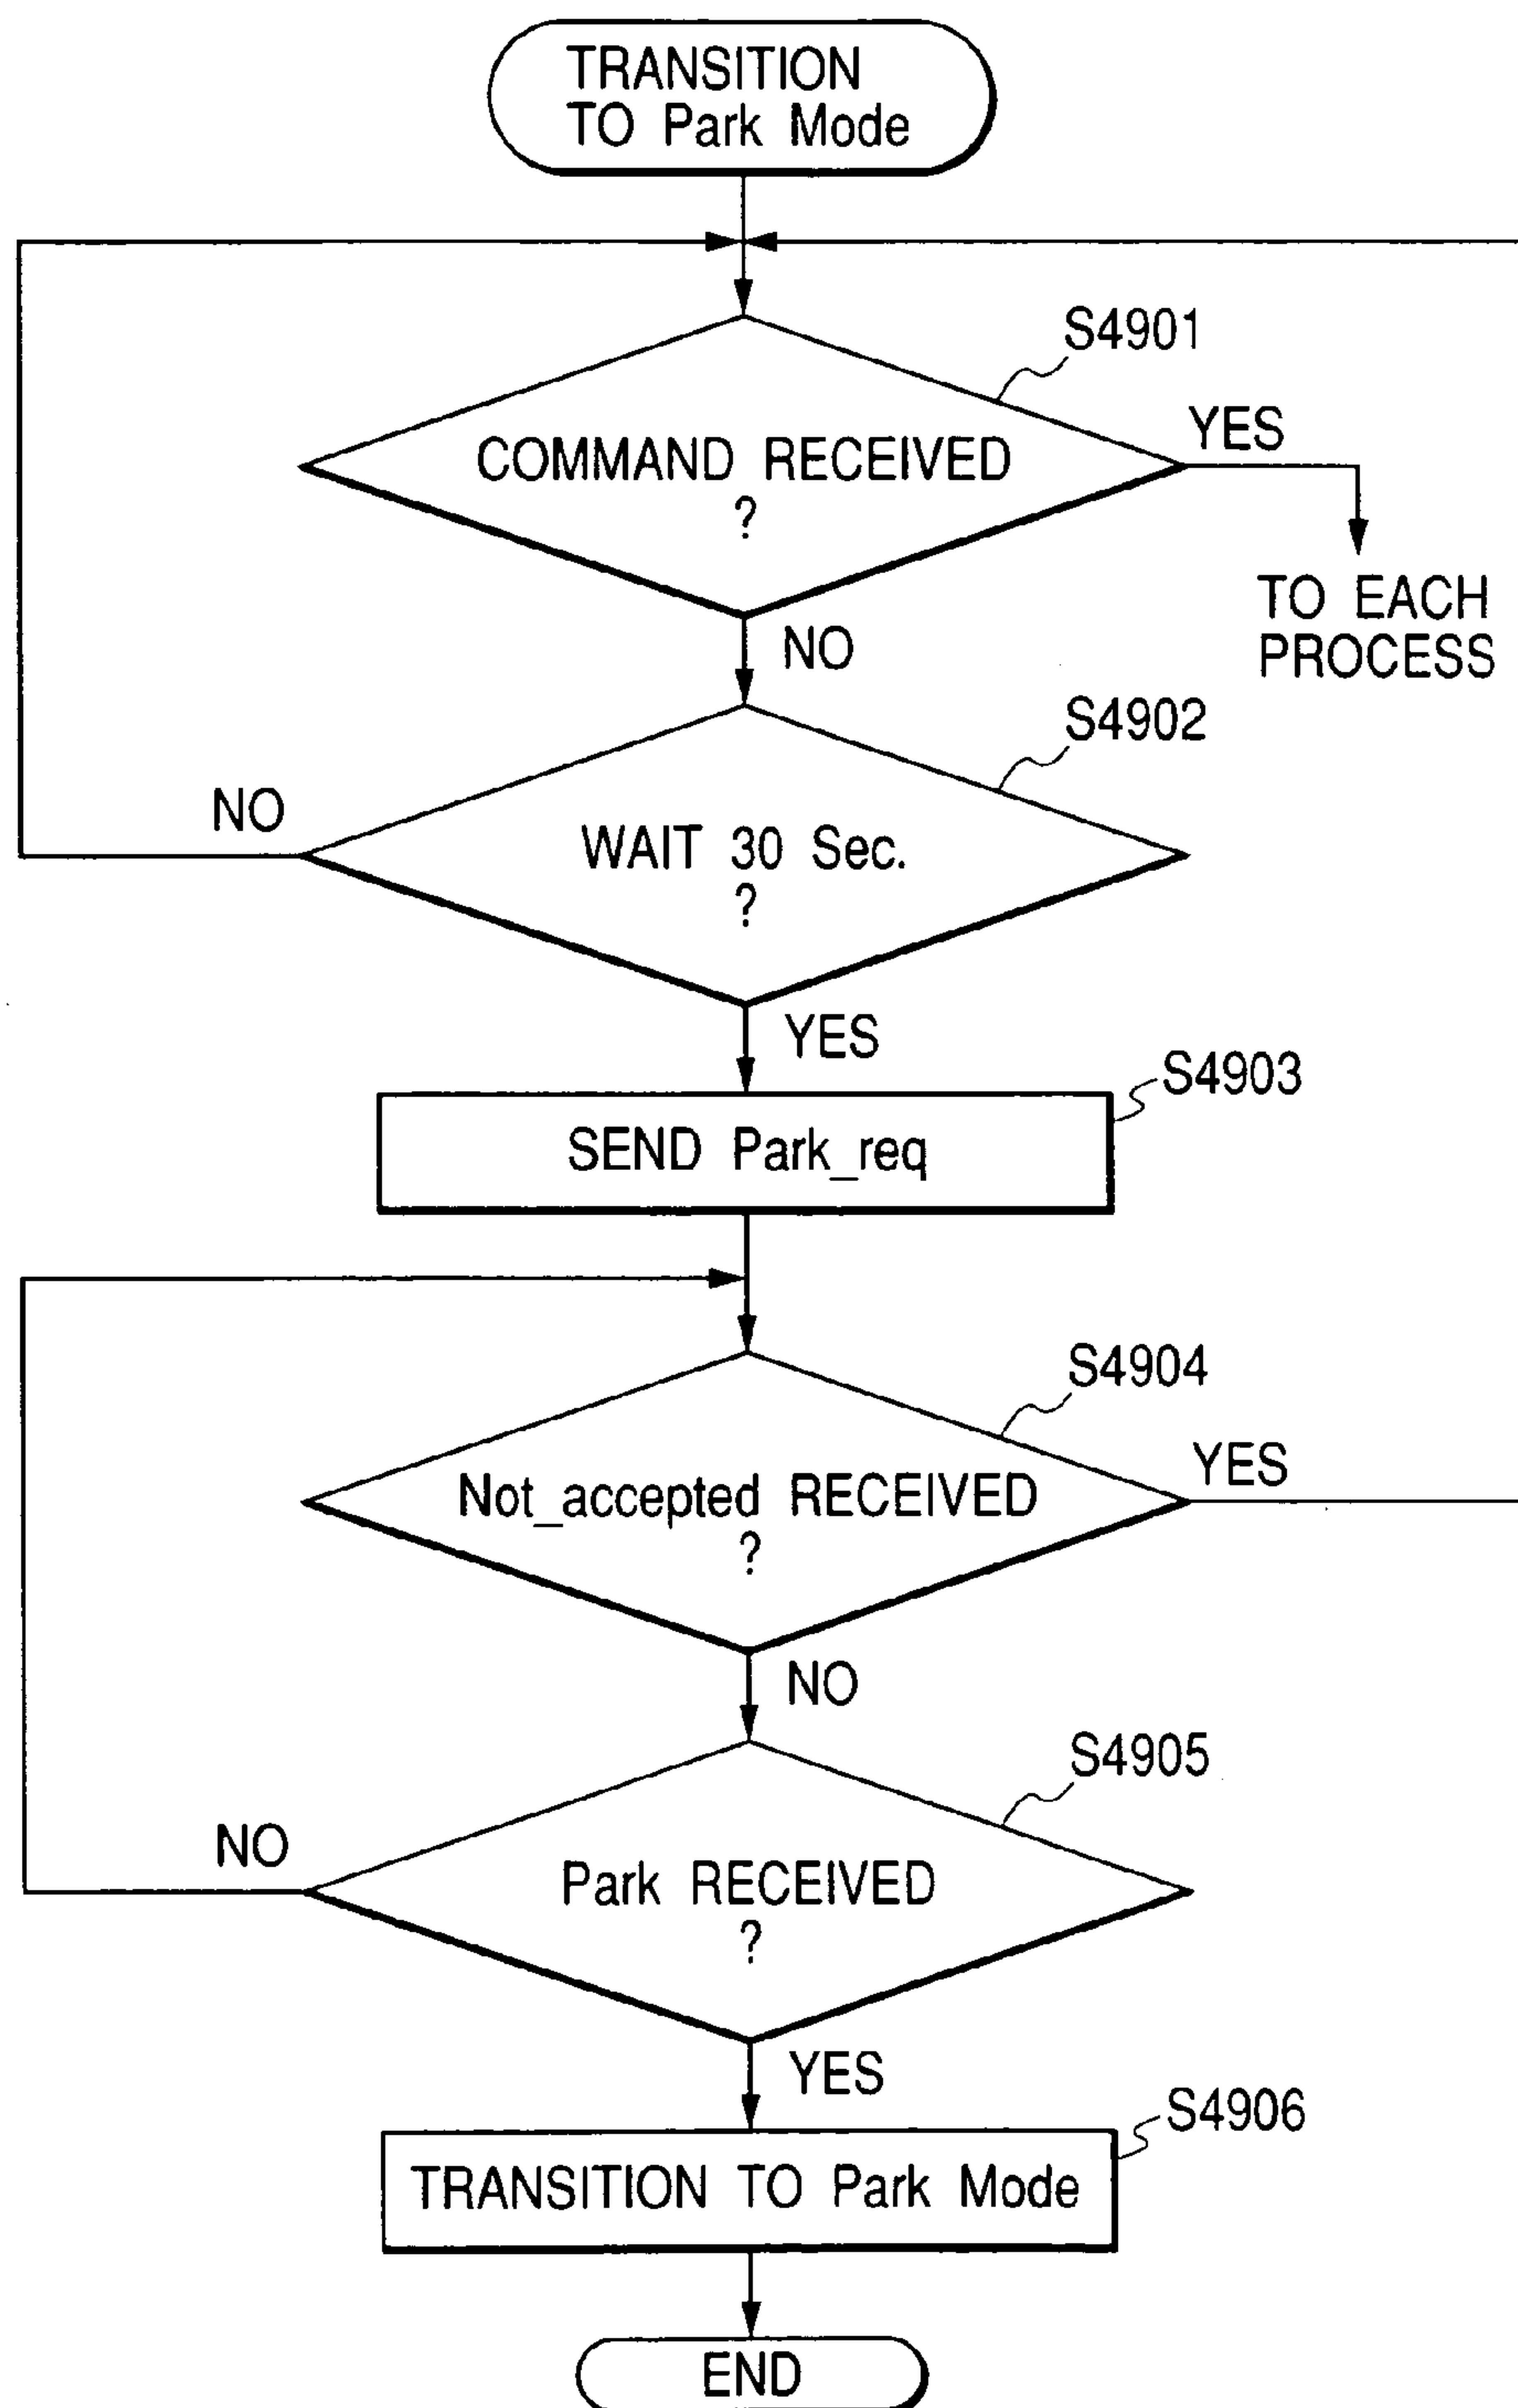 TRANSITION
TO Park Mode
S4901
YES
COMMAND RECEIVED
?
TO EACH
PROCESS
NO
S4902
NO
WAIT 30 Sec.
?
YES
S4903
SEND Park_req
S4904
YES
Not_accepted RECEIVED
?
NO
S4905
NO
Park RECEIVED
?
YES
S4906
TRANSITION TO Park Mode
END